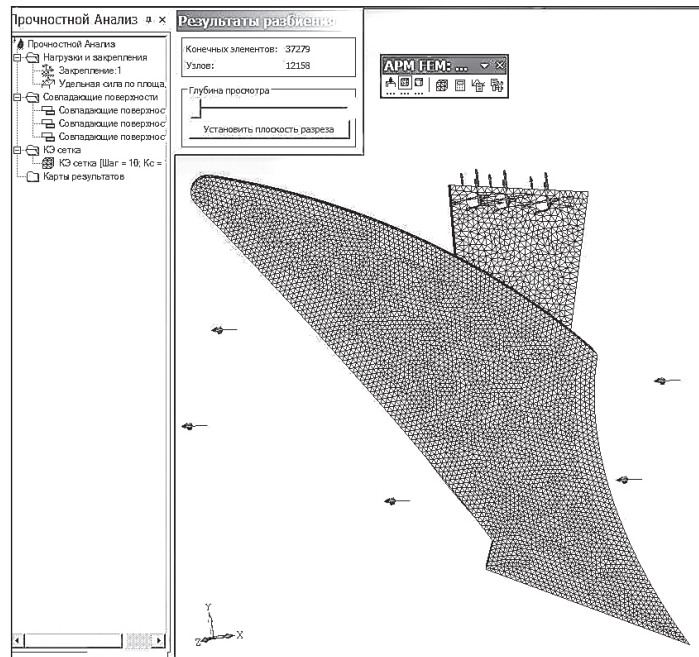 Прочностной Анализ
Прочностной Анализ
Нагрузки и закрепления
Закрепление:1
Удельная сила по площа
Совпадающие поверхности
Совпадающие поверхнос
Совпадающие поверхнос
Совпадающие поверхнос
КЭ сетка
КЭ сетка [Шаг = 10; Кс =
Карты результатов
Результаты разбиения
Конечных элементов: 37279
Узлов: 12158
Глубина просмотра
Установить плоскость разреза
APM FEM: ...
Y
Z X